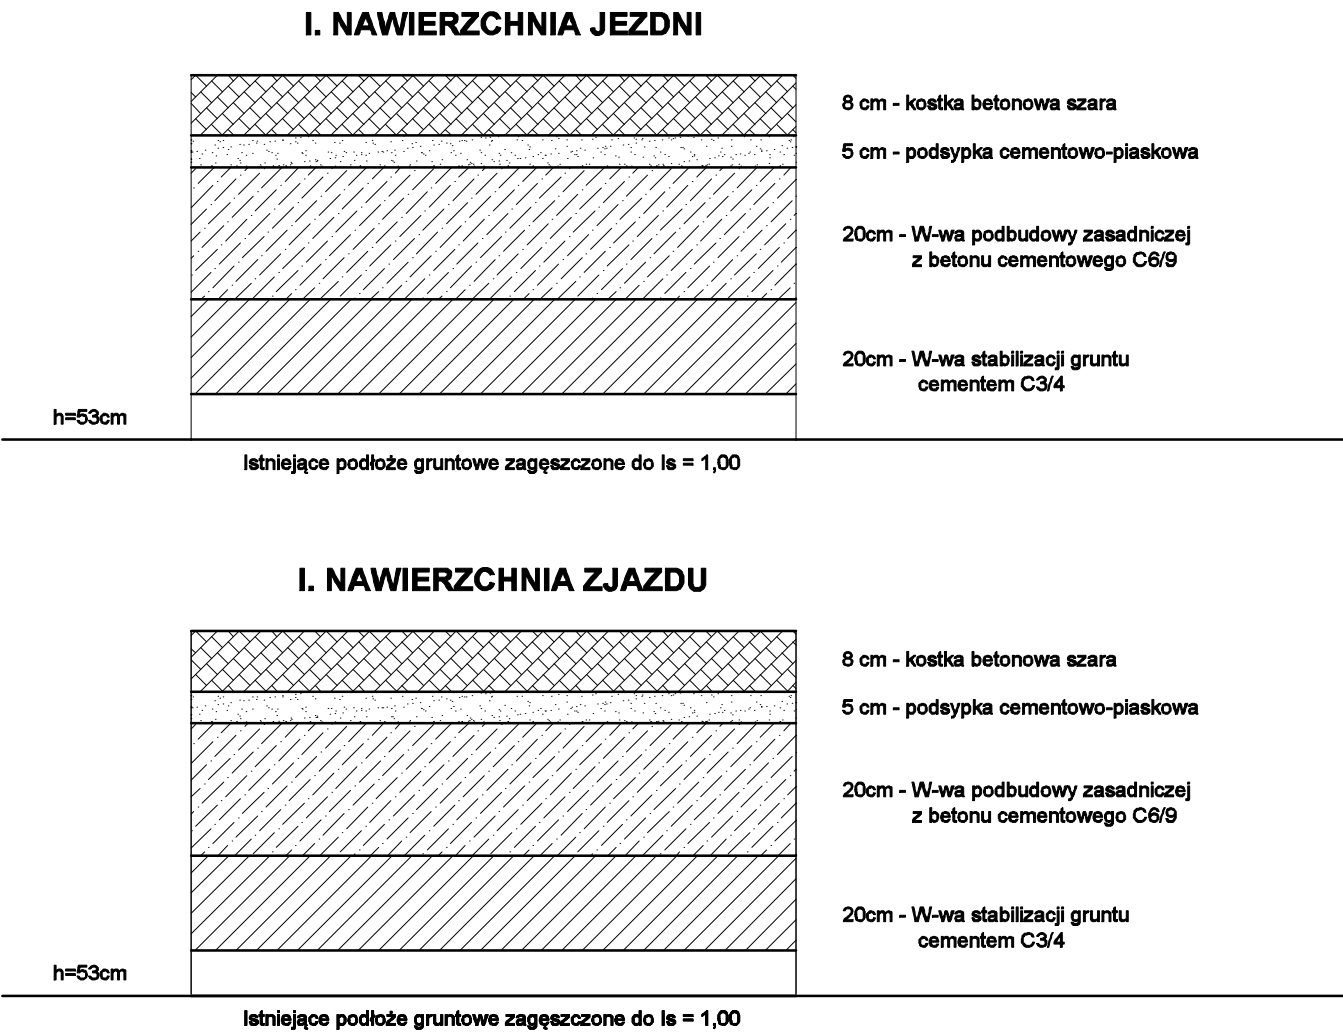 I. NAWIERZCHNIA JEZDNI
8 cm - kostka betonowa szara
5 cm - podsypka cementowo-piaskowa
20cm - W-wa podbudowy zasadniczej
z betonu cementowego C6/9
20cm - W-wa stabilizacji gruntu
cementem C3/4
h=53cm
Istniejące podłoże gruntowe zagęszczone do Is = 1,00
I. NAWIERZCHNIA ZJAZDU
8 cm - kostka betonowa szara
5 cm - podsypka cementowo-piaskowa
20cm - W-wa podbudowy zasadniczej
z betonu cementowego C6/9
20cm - W-wa stabilizacji gruntu
cementem C3/4
h=53cm
Istniejące podłoże gruntowe zagęszczone do Is = 1,00